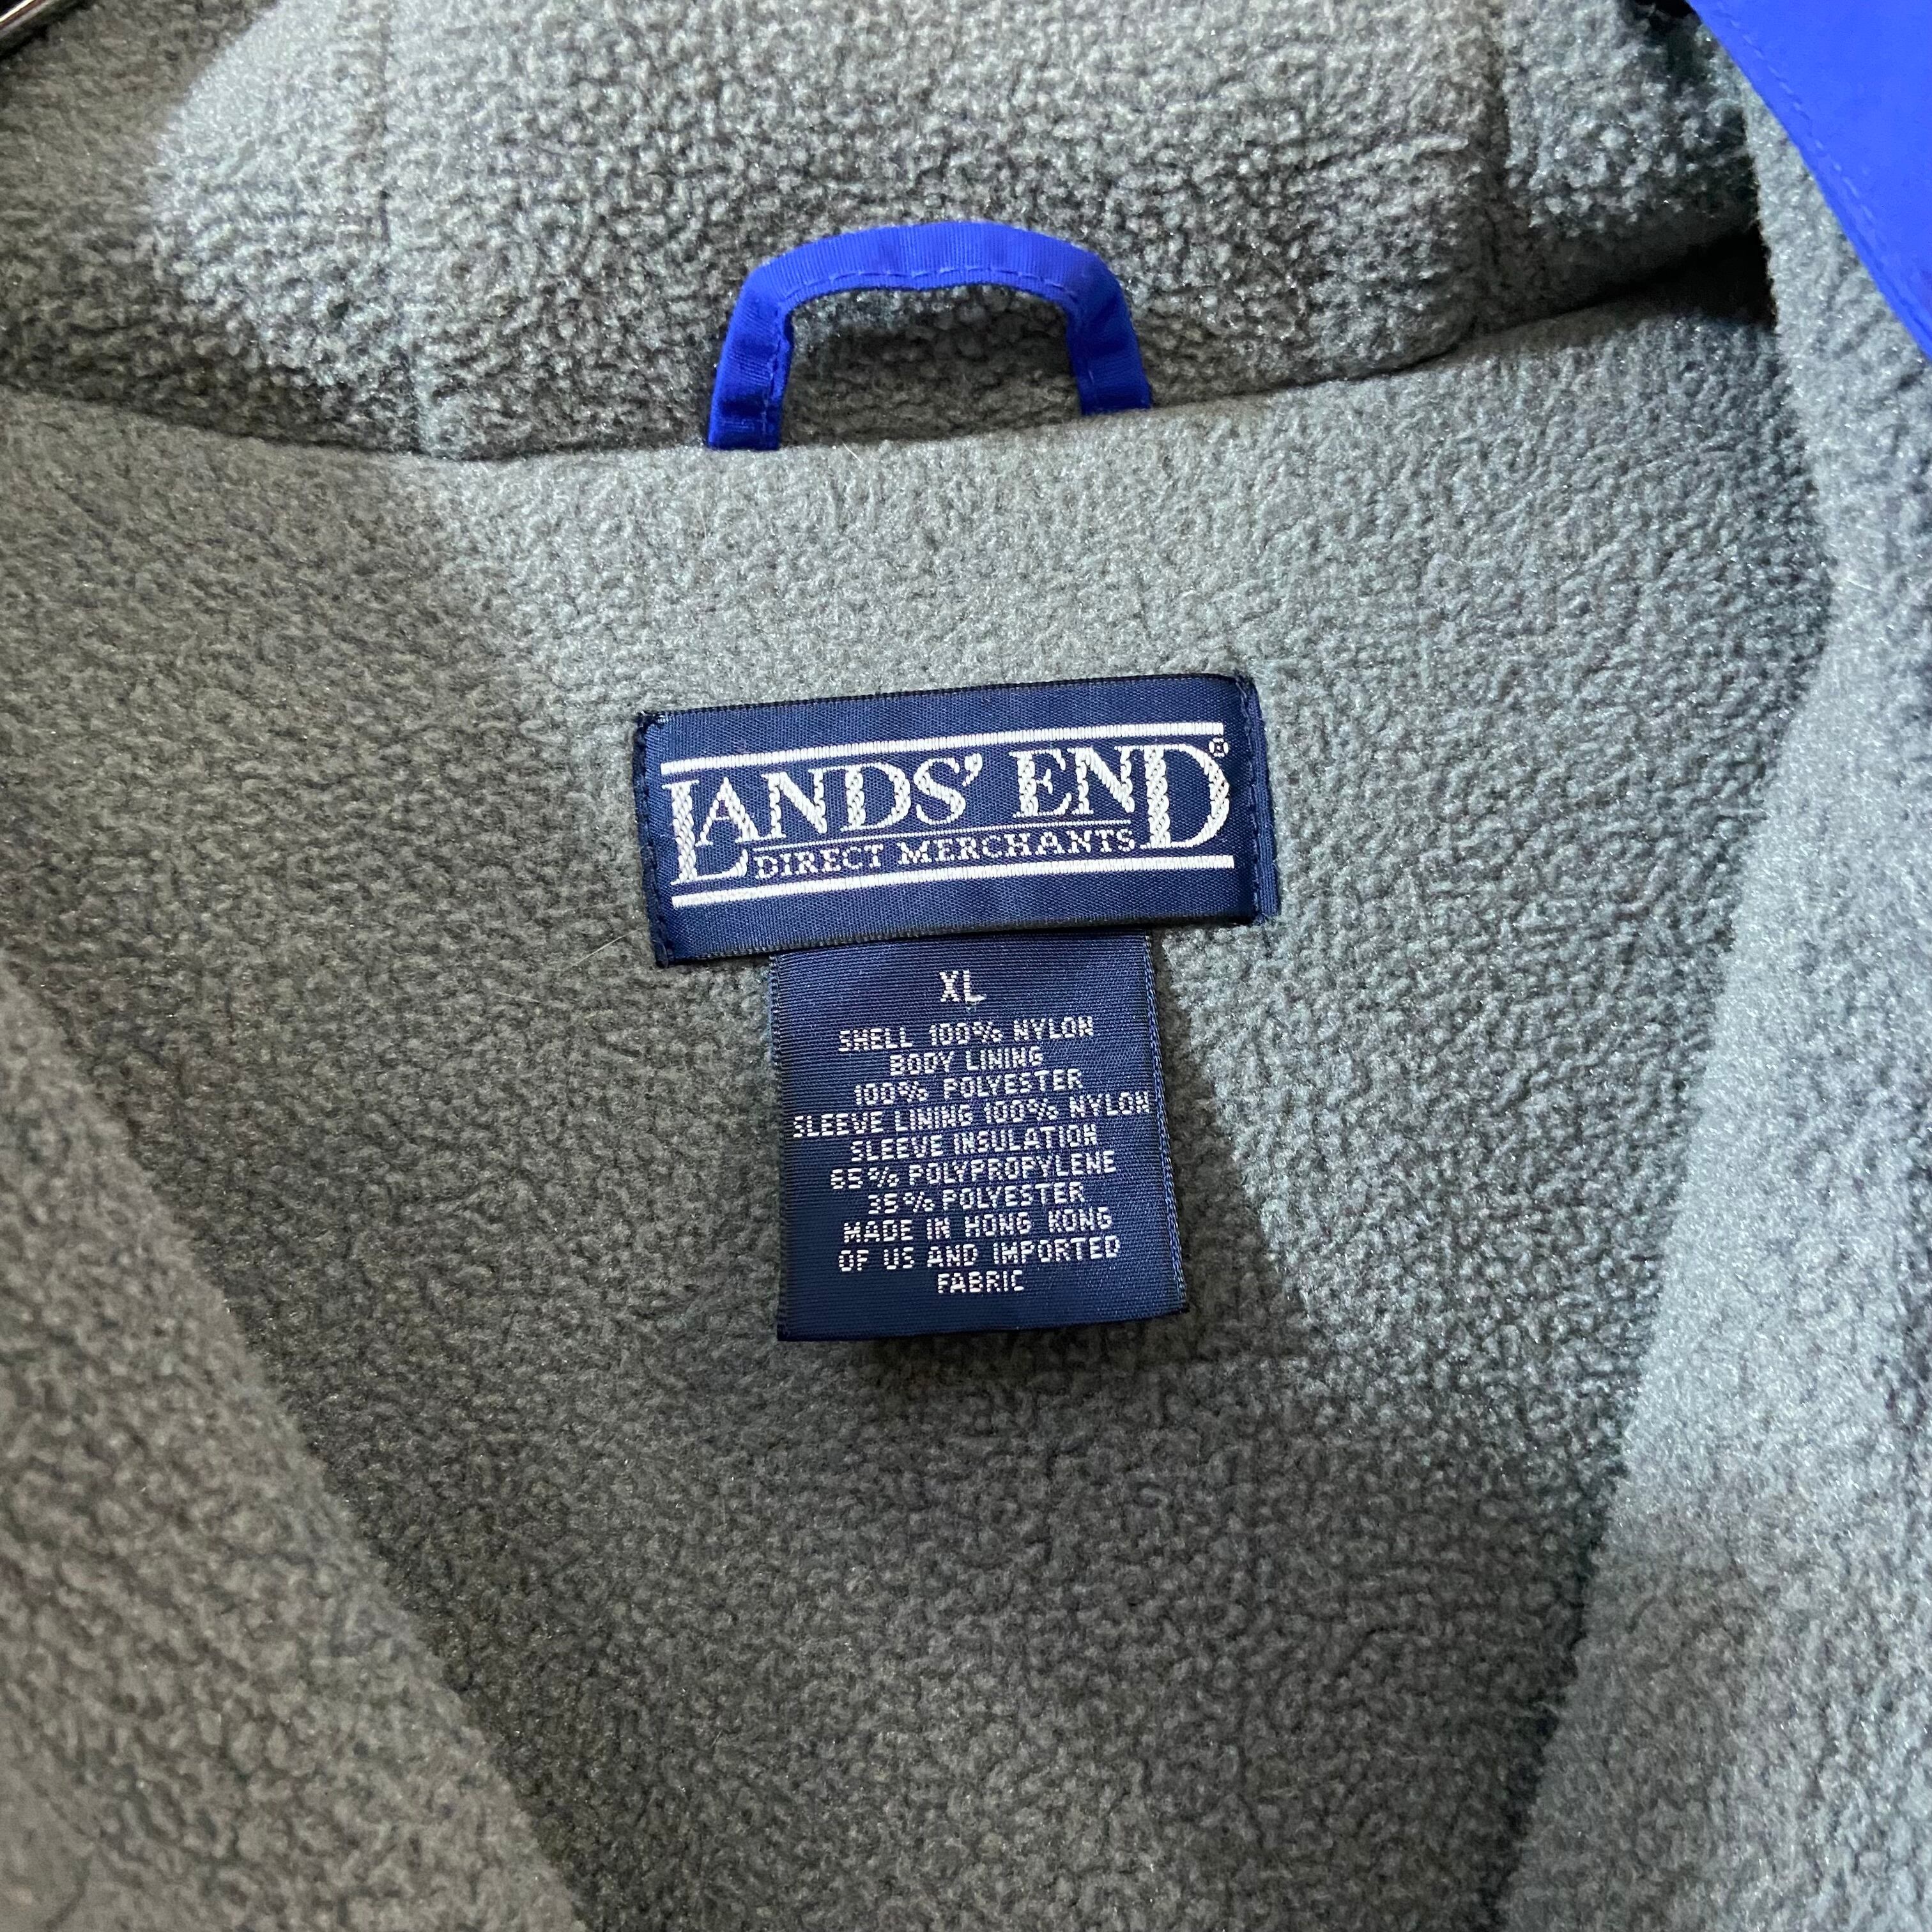 LANDS' END®
DIRECT MERCHANTS
XL
SHELL 100% NYLON
BODY LINING
100% POLYESTER
SLEEVE LINING 100% NYLON
SLEEVE INSULATION
65% POLYPROPYLENE
35% POLYESTER
MADE IN HONG KONG
OF US AND IMPORTED
FABRIC